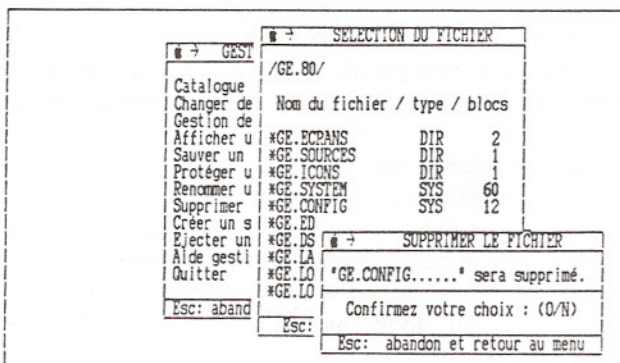 → GEST
Catalogue
Changer de
Gestion de
Afficher u
Sauver un
Protéger u
Renommer u
Supprimer
Créer un s
Ejecter un
Aide gesti
Quitter
Esc: aband
→ SELECTION DU FICHIER
/GE.80/
Nom du fichier / type / blocs
*GE.ECRANS DIR 2
*GE.SOURCES DIR 1
*GE.ICONS DIR 1
*GE.SYSTEM SYS 60
*GE.CONFIG SYS 12
*GE.ED
*GE.DS
*GE.LA
*GE.LO
*GE.LO
Esc:
→ SUPPRIMER LE FICHIER
"GE.CONFIG......" sera supprimé.
Confirmez votre choix : (O/N)
Esc: abandon et retour au menu